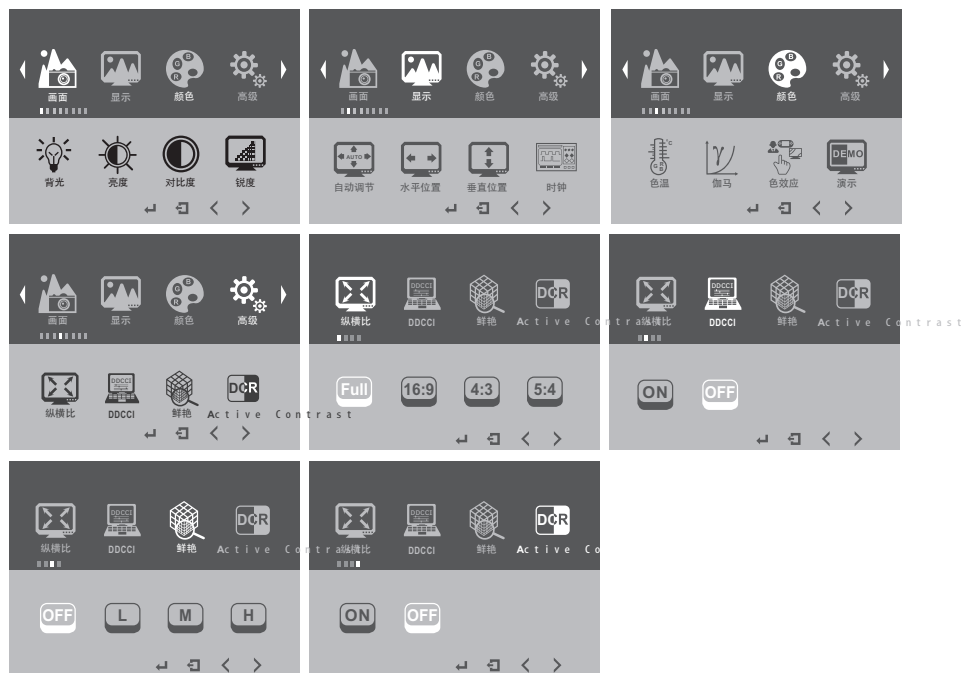 画面 显示 颜色 高级
背光 亮度 对比度 锐度
画面 显示 颜色 高级
AUTO
自动调节 水平位置 垂直位置 时钟
画面 显示 颜色 高级
°C
DEMO
色温 伽马 色效应 演示
画面 显示 颜色 高级
DDCCI DCR
纵横比 DDCCI 鲜艳 Active Contrast
DDCCI DCR
纵横比 DDCCI 鲜艳 Active Contra
Full 16:9 4:3 5:4
DDCCI DCR
纵横比 DDCCI 鲜艳 Active Contrast
ON OFF
DDCCI DCR
纵横比 DDCCI 鲜艳 Active Contra
OFF L M H
DDCCI DCR
纵横比 DDCCI 鲜艳 Active Co
ON OFF